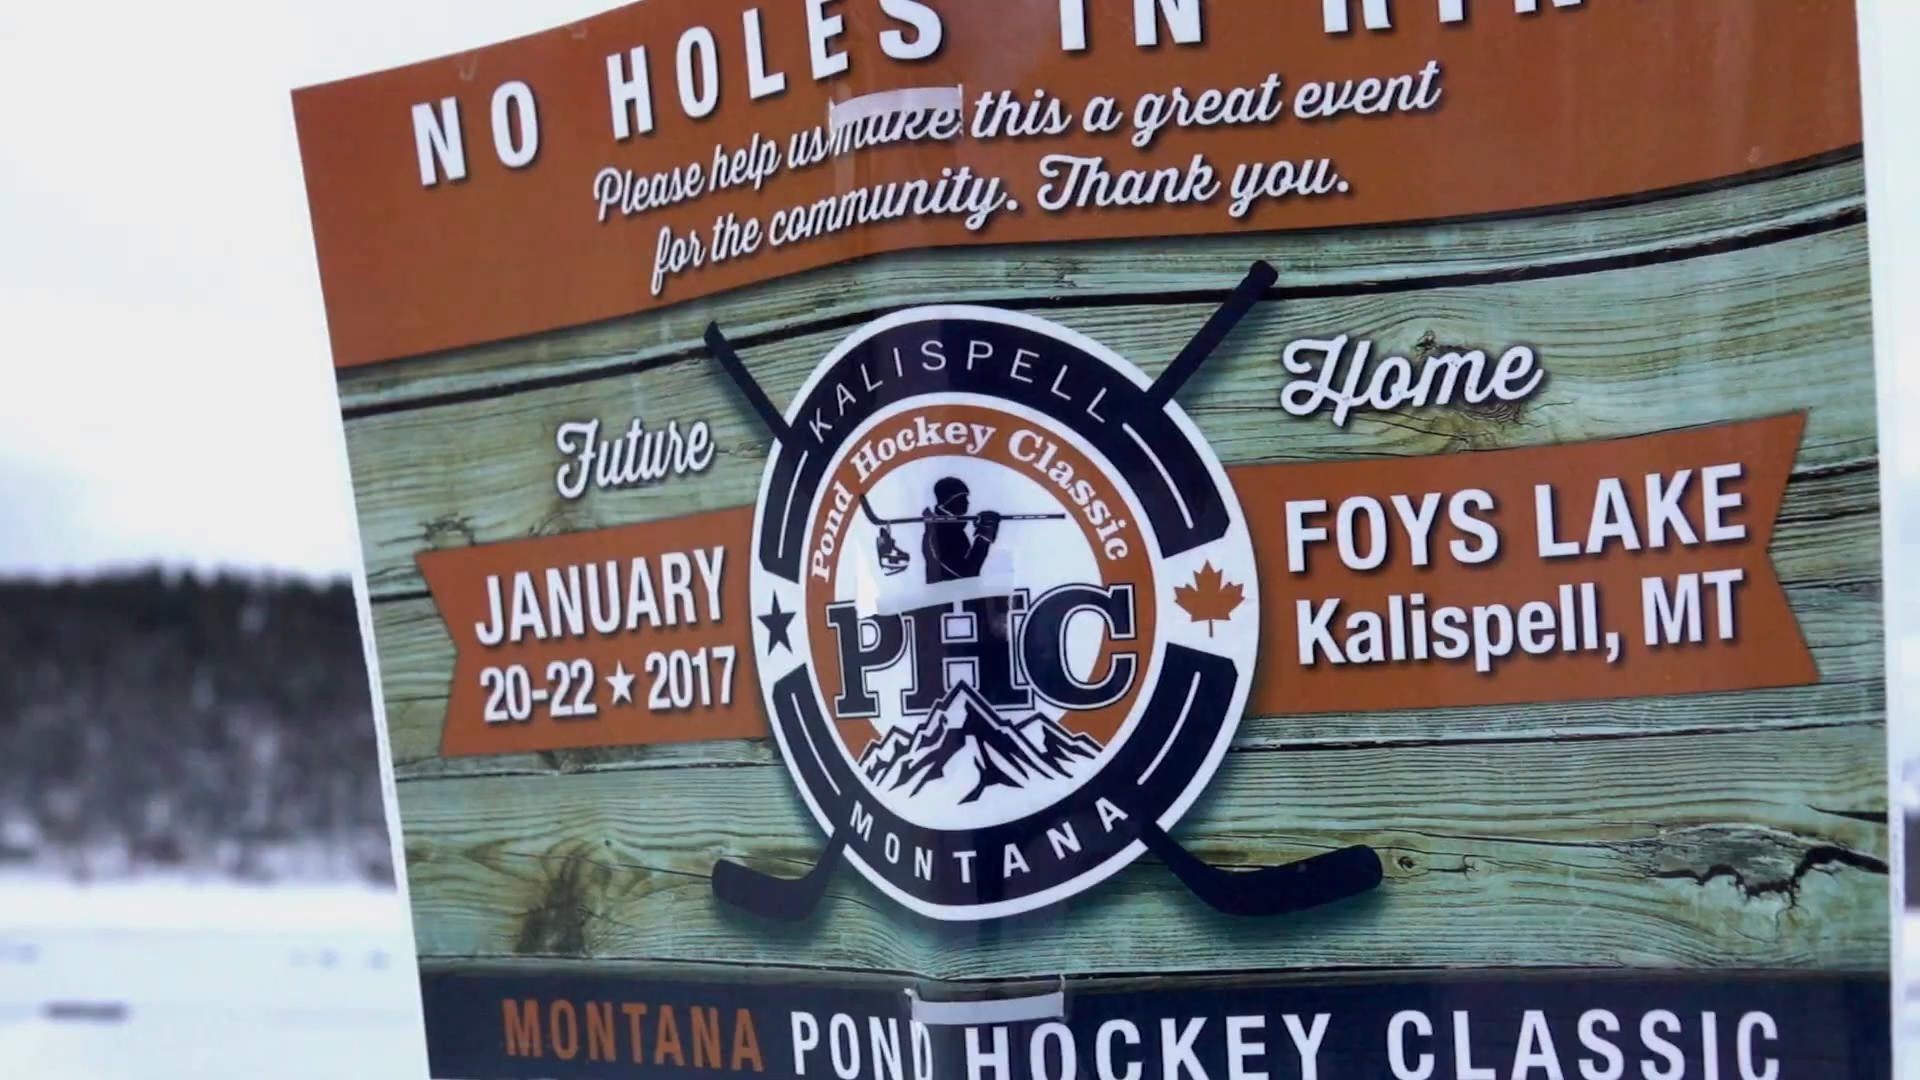 NO HOLES IN RINK
Please help us make this a great event
for the community. Thank you.
Future
Home
JANUARY
20-22 ★ 2017
KALISPELL
Pond Hockey Classic
PHC
MONTANA
FOYS LAKE
Kalispell, MT
MONTANA POND HOCKEY CLASSIC